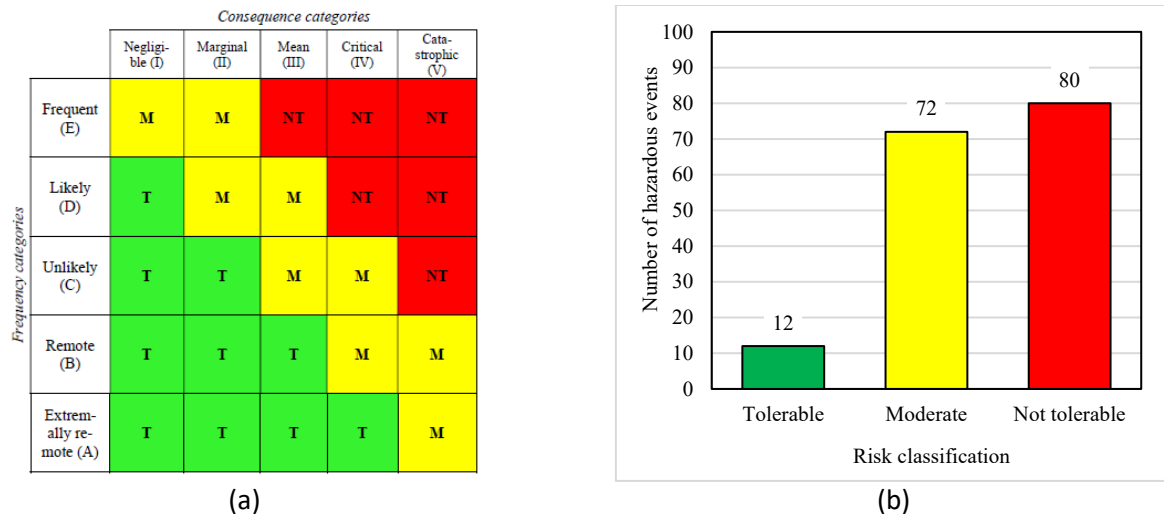 Consequence categories
Negligi-
ble (I)
Marginal
(II)
Mean
(III)
Critical
(IV)
Cata-
strophic
(V)
Frequency categories
Frequent
(E)
M
M
NT
NT
NT
Likely
(D)
T
M
M
NT
NT
Unlikely
(C)
T
T
M
M
NT
Remote
(B)
T
T
T
M
M
Extrem-
ally re-
mote (A)
T
T
T
T
M
(a)
Number of hazardous events
100
90
80
70
60
50
40
30
20
10
0
12
72
80
Tolerable
Moderate
Not tolerable
Risk classification
(b)